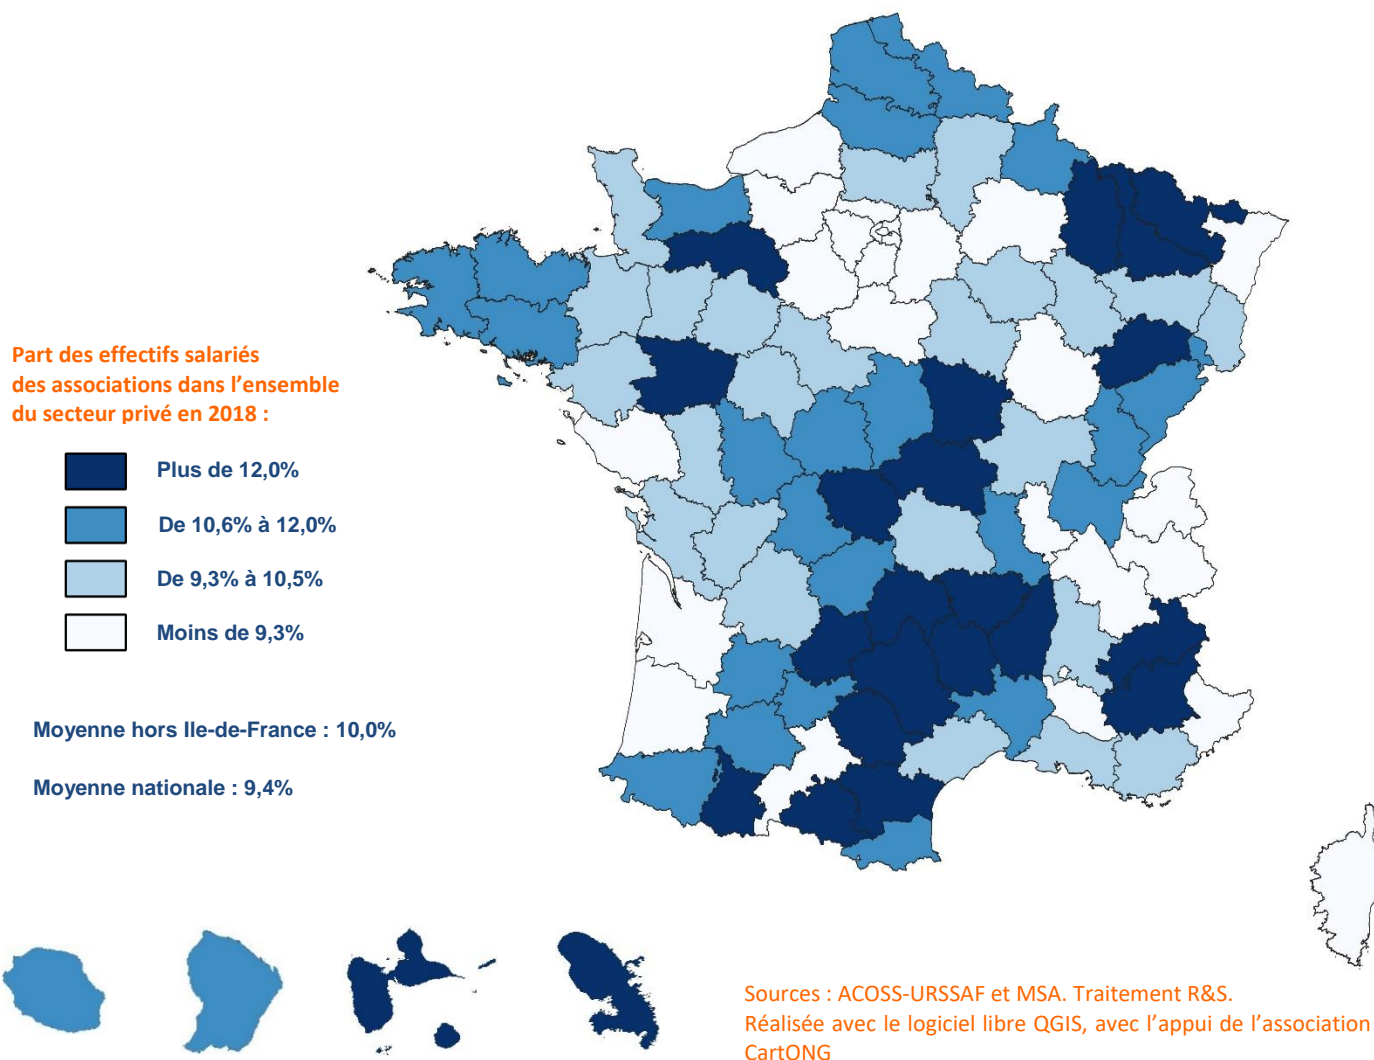 Part des effectifs salariés
des associations dans l'ensemble
du secteur privé en 2018 :
Plus de 12,0%
De 10,6% à 12,0%
De 9,3% à 10,5%
Moins de 9,3%
Moyenne hors Ile-de-France : 10,0%
Moyenne nationale : 9,4%
Sources : ACOSS-URSSAF et MSA. Traitement R&S.
Réalisée avec le logiciel libre QGIS, avec l'appui de l'association
CartONG